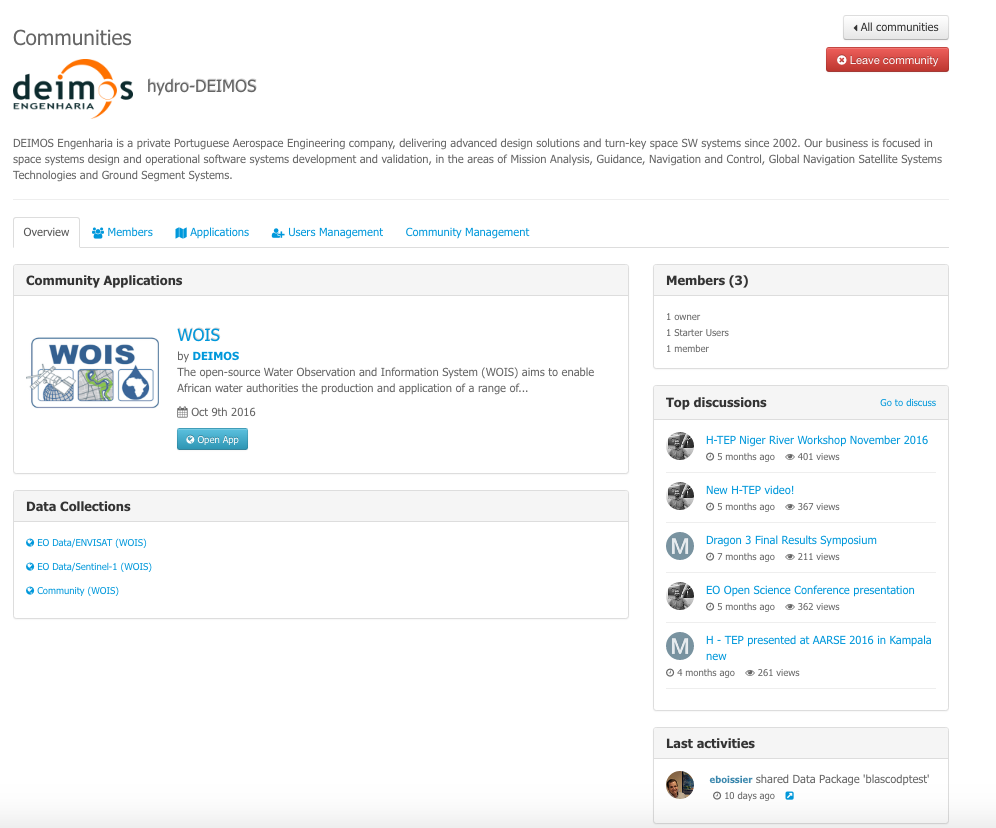 All communities
Communities
Leave community
deimos
ENGENHARIA
hydro-DEIMOS
DEIMOS Engenharia is a private Portuguese Aerospace Engineering company, delivering advanced design solutions and turn-key space SW systems since 2002. Our business is focused in
space systems design and operational software systems development and validation, in the areas of Mission Analysis, Guidance, Navigation and Control, Global Navigation Satellite Systems
Technologies and Ground Segment Systems.
Overview Members Applications Users Management Community Management
Community Applications
WOIS
WOIS
by DEIMOS
The open-source Water Observation and Information System (WOIS) aims to enable
African water authorities the production and application of a range of...
Oct 9th 2016
Open App
Data Collections
EO Data/ENVISAT (WOIS)
EO Data/Sentinel-1 (WOIS)
Community (WOIS)
Members (3)
1 owner
1 Starter Users
1 member
Top discussions Go to discuss
H-TEP Niger River Workshop November 2016
5 months ago 401 views
New H-TEP video!
5 months ago 367 views
M Dragon 3 Final Results Symposium
7 months ago 211 views
EO Open Science Conference presentation
5 months ago 362 views
M H - TEP presented at AARSE 2016 in Kampala
new
4 months ago 261 views
Last activities
eboissier shared Data Package 'blascodptest'
10 days ago